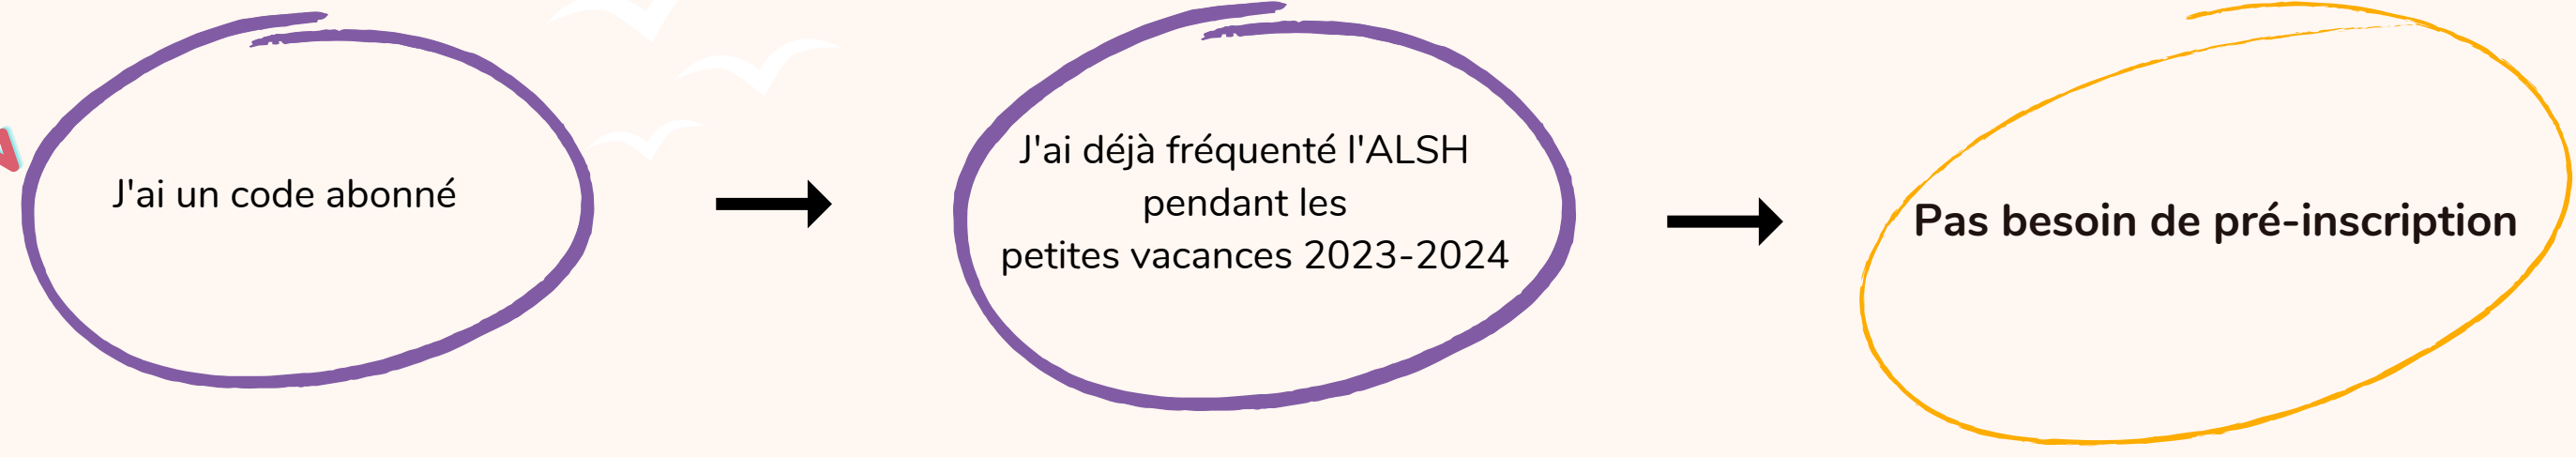 J'ai un code abonné
J'ai déjà fréquenté l'ALSH
pendant les
petites vacances 2023-2024
Pas besoin de pré-inscription